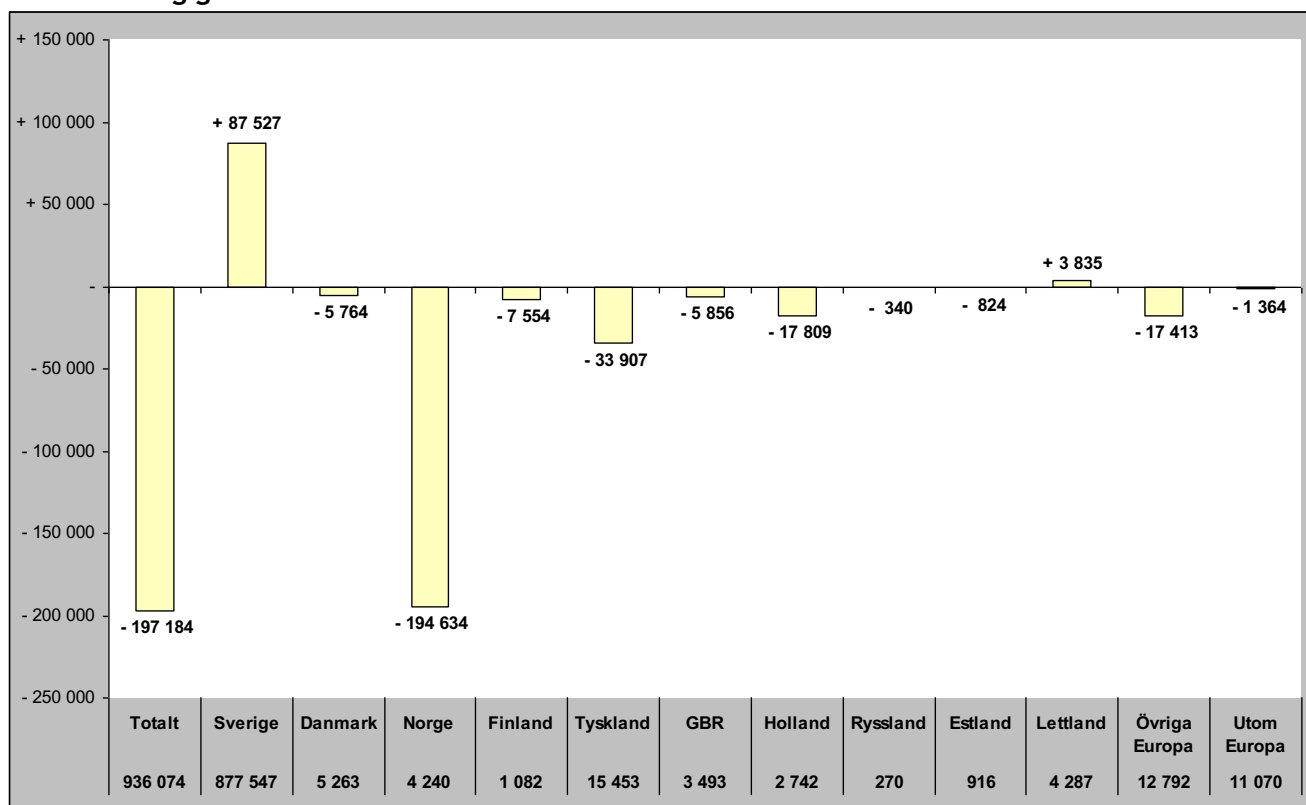 + 150 000
+ 100 000
+ 50 000
-
- 50 000
- 100 000
- 150 000
- 200 000
- 250 000
+ 87 527
+ 3 835
- 5 764
- 7 554
- 5 856
- 340
- 824
- 1 364
- 17 809
- 17 413
- 33 907
- 197 184
- 194 634
Totalt Sverige Danmark Norge Finland Tyskland GBR Holland Ryssland Estland Lettland Övriga Utom
Europa Europa
936 074 877 547 5 263 4 240 1 082 15 453 3 493 2 742 270 916 4 287 12 792 11 070